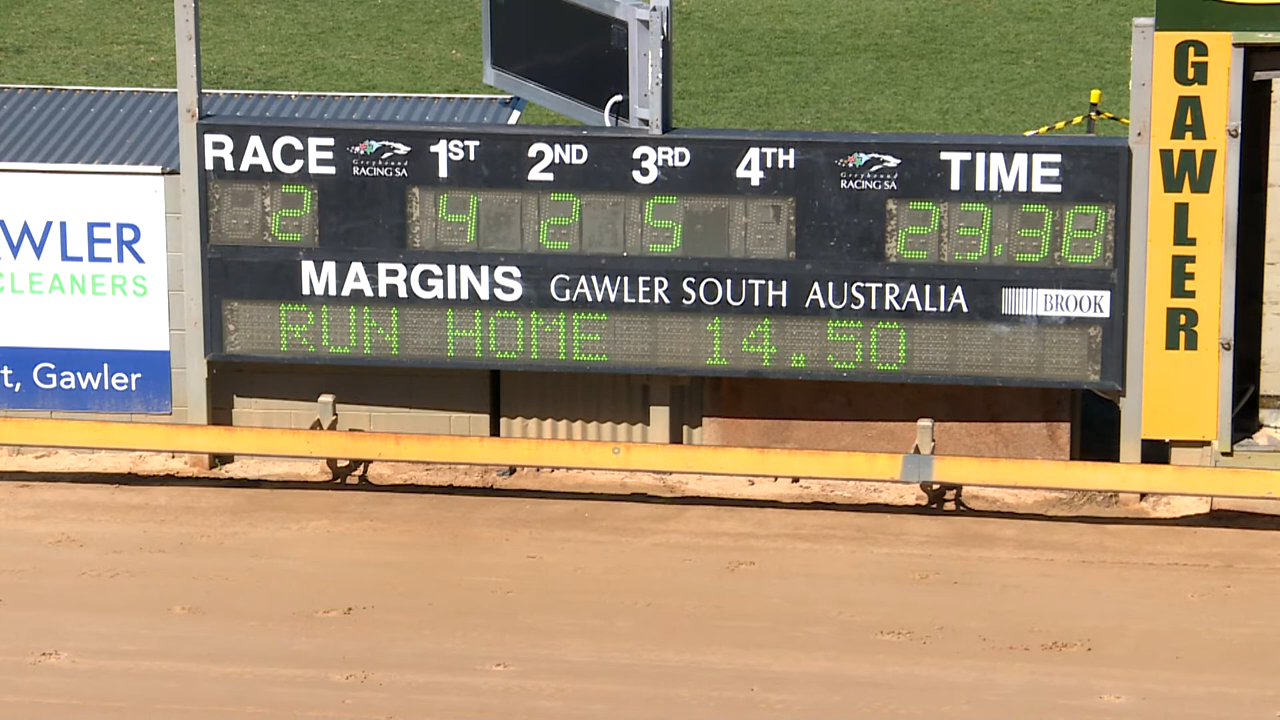 RACE 1ST 2ND 3RD 4TH TIME
Greyhound RACING SA
Greyhound RACING SA
2 4 2 5 23.38
MARGINS GAWLER SOUTH AUSTRALIA BROOK
RUN HOME 14.50
WLER
CLEANERS
t, Gawler
GAWLER